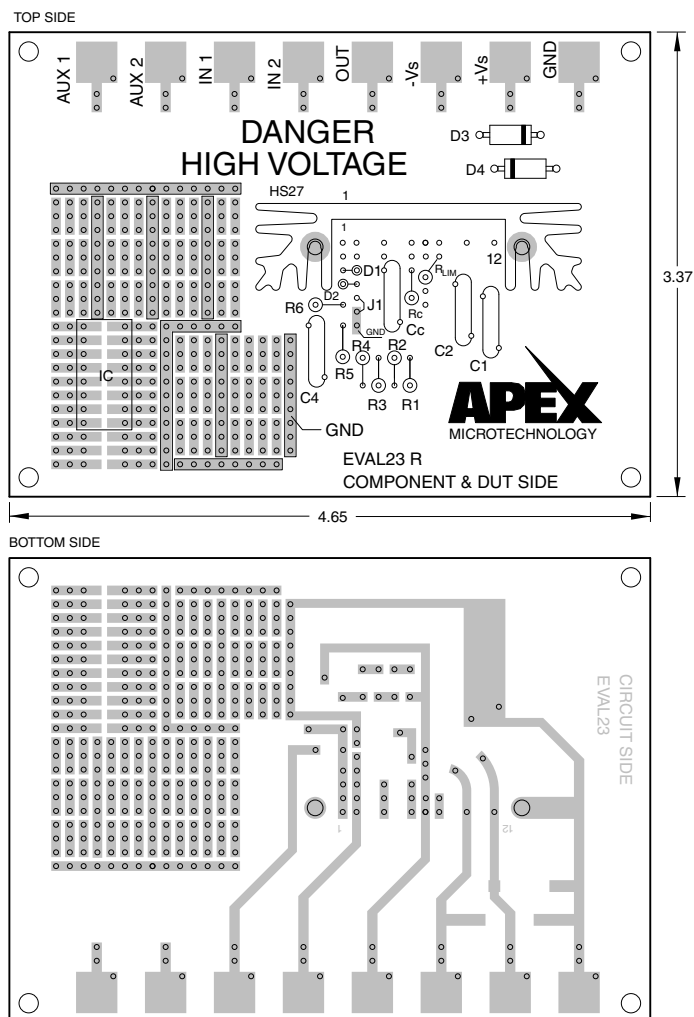 TOP SIDE
AUX 1
AUX 2
IN 1
IN 2
OUT
-Vs
+Vs
GND
DANGER
HIGH VOLTAGE
D3
D4
HS27
1
1
12
D1
RLIM
D2
J1
R6
Rc
Cc
GND
C2
C1
R4
R2
R5
IC
C4
R3
R1
APEX
MICROTECHNOLOGY
GND
EVAL23 R
COMPONENT & DUT SIDE
3.37
4.65
BOTTOM SIDE
CIRCUIT SIDE
EVAL23
1
12